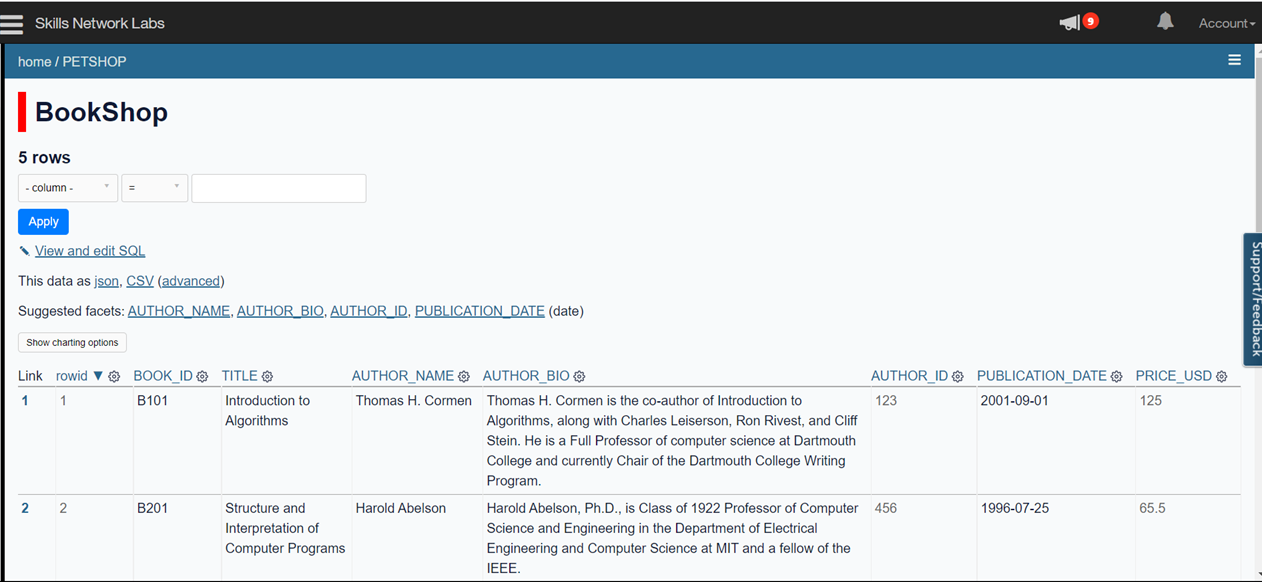 Skills Network Labs
9
Account
home / PETSHOP
BookShop
5 rows
- column -
=
Apply
View and edit SQL
This data as json, CSV (advanced)
Suggested facets: AUTHOR_NAME, AUTHOR_BIO, AUTHOR_ID, PUBLICATION_DATE (date)
Show charting options
Link rowid ▼ BOOK_ID TITLE AUTHOR_NAME AUTHOR_BIO AUTHOR_ID PUBLICATION_DATE PRICE_USD
1 1 B101 Introduction to Thomas H. Cormen Thomas H. Cormen is the co-author of Introduction to 123 2001-09-01 125
Algorithms Algorithms, along with Charles Leiserson, Ron Rivest, and Cliff
Stein. He is a Full Professor of computer science at Dartmouth
College and currently Chair of the Dartmouth College Writing
Program.
2 2 B201 Structure and Harold Abelson Harold Abelson, Ph.D., is Class of 1922 Professor of Computer 456 1996-07-25 65.5
Interpretation of Science and Engineering in the Department of Electrical
Computer Programs Engineering and Computer Science at MIT and a fellow of the
IEEE.
Support/Feedback